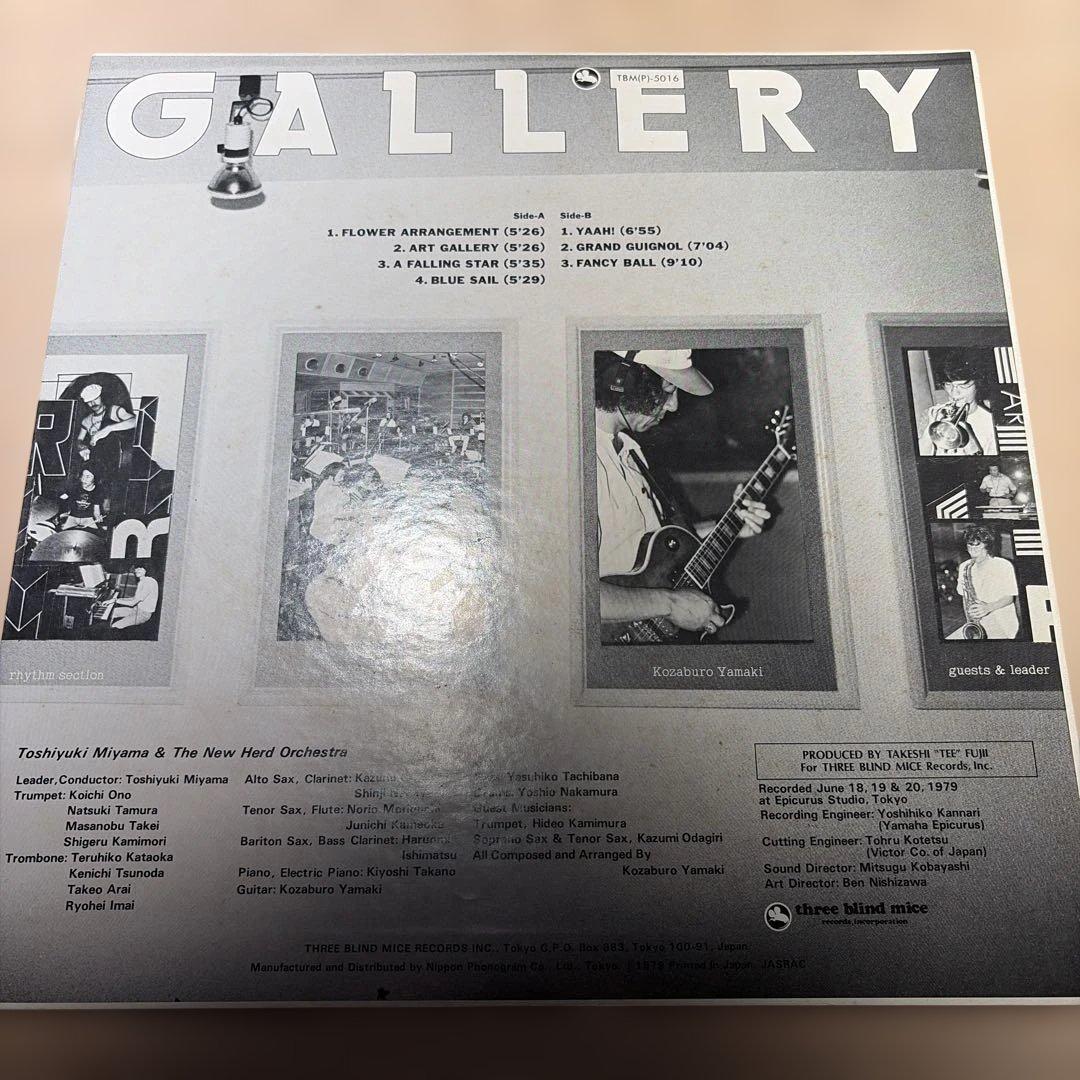 GALLERY
TBM(P)-5016
Side-A
1. FLOWER ARRANGEMENT (5'26)
2. ART GALLERY (5'26)
3. A FALLING STAR (5'35)
4. BLUE SAIL (5'29)
Side-B
1. YAAH! (6'55)
2. GRAND GUIGNOL (7'04)
3. FANCY BALL (9'10)
rhythm section
Kozaburo Yamaki
guests & leader
Toshiyuki Miyama & The New Herd Orchestra
Leader,Conductor: Toshiyuki Miyama
Trumpet: Koichi Ono
Natsuki Tamura
Masanobu Takei
Shigeru Kamimori
Trombone: Teruhiko Kataoka
Kenichi Tsunoda
Takeo Arai
Ryohei Imai
Alto Sax, Clarinet:
Shinji
Tenor Sax, Flute: Norio
Junichi Kameoka
Bariton Sax, Bass Clarinet:
Ishimatsu
Piano, Electric Piano: Kiyoshi Takano
Guitar: Kozaburo Yamaki
Yasuhiko Tachibana
Drums: Yoshio Nakamura
Guest Musicians:
Trumpet, Hideo Kamimura
Soprano Sax & Tenor Sax, Kazumi Odagiri
All Composed and Arranged By
Kozaburo Yamaki
PRODUCED BY TAKESHI "TEE" FUJII
For THREE BLIND MICE Records, Inc.
Recorded June 18, 19 & 20, 1979
at Epicurus Studio, Tokyo
Recording Engineer: Yoshihiko Kannari
(Yamaha Epicurus)
Cutting Engineer: Tohru Kotetsu
(Victor Co. of Japan)
Sound Director: Mitsugu Kobayashi
Art Director: Ben Nishizawa
three blind mice
records, incorporation
THREE BLIND MICE RECORDS INC., Tokyo C.P.O. Box 883, Tokyo 100-91, Japan.
Manufactured and Distributed by Nippon Phonogram Co., Ltd., Tokyo. Ⓟ1979 Printed in Japan. JASRAC